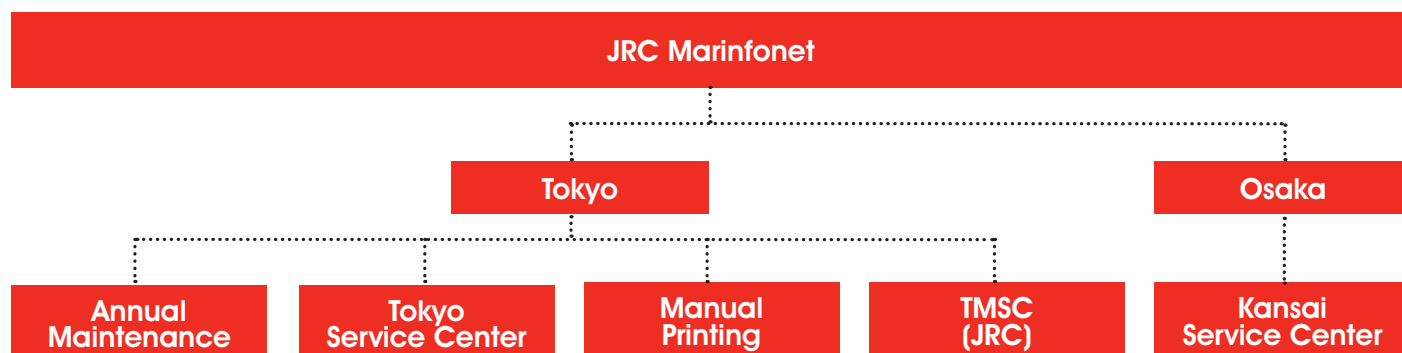 JRC Marinfonet
Tokyo
Osaka
Annual
Maintenance
Tokyo
Service Center
Manual
Printing
TMSC
(JRC)
Kansai
Service Center